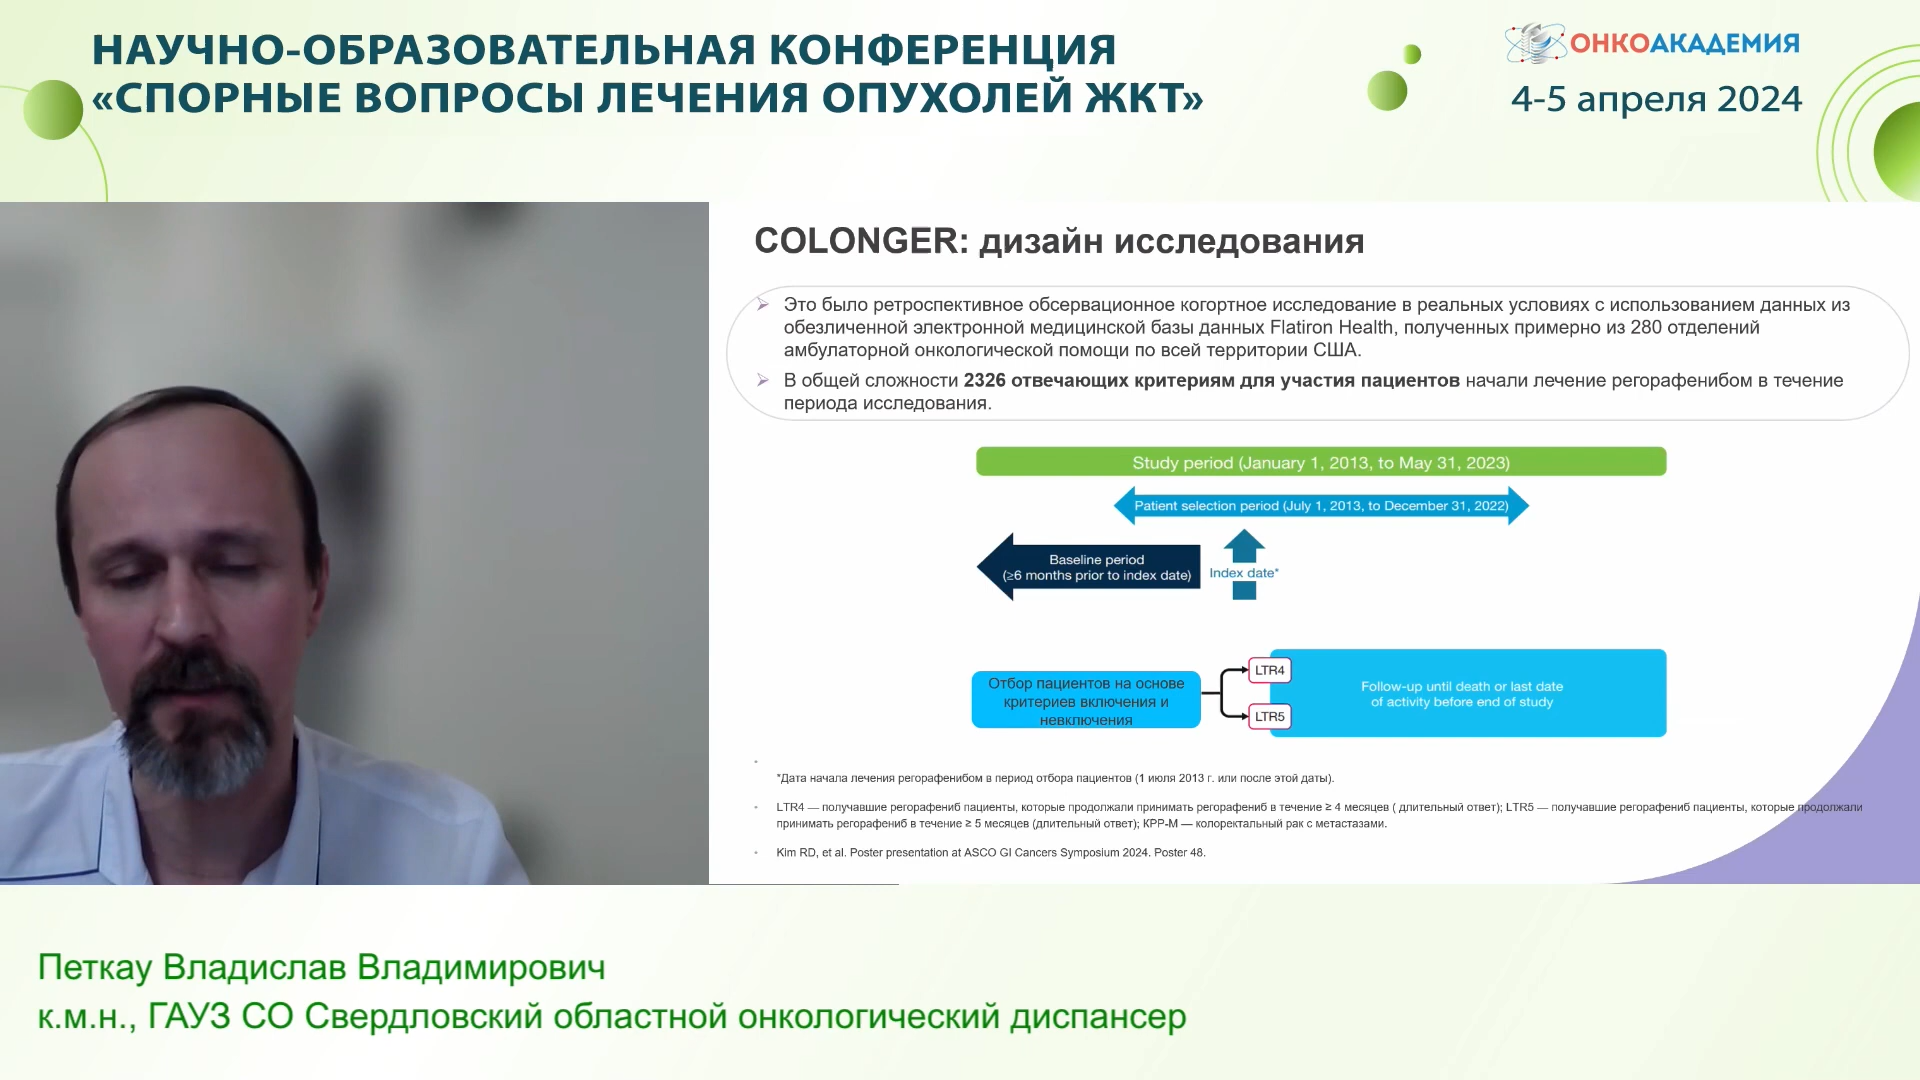 НАУЧНО-ОБРАЗОВАТЕЛЬНАЯ КОНФЕРЕНЦИЯ
«СПОРНЫЕ ВОПРОСЫ ЛЕЧЕНИЯ ОПУХОЛЕЙ ЖКТ»
ОНКОАКАДЕМИЯ
4-5 апреля 2024
COLONGER: дизайн исследования
Это было ретроспективное обсервационное когортное исследование в реальных условиях с использованием данных из
обезличенной электронной медицинской базы данных Flatiron Health, полученных примерно из 280 отделений
амбулаторной онкологической помощи по всей территории США.
В общей сложности 2326 отвечающих критериям для участия пациентов начали лечение регорафенибом в течение
периода исследования.
Study period (January 1, 2013, to May 31, 2023)
Patient selection period (July 1, 2013, to December 31, 2022)
Baseline period
(≥6 months prior to index date)
Index date*
Отбор пациентов на основе
критериев включения и
невключения
LTR4
LTR5
Follow-up until death or last date
of activity before end of study
*Дата начала лечения регорафенибом в период отбора пациентов (1 июля 2013 г. или после этой даты).
LTR4 — получавшие регорафениб пациенты, которые продолжали принимать регорафениб в течение ≥ 4 месяцев ( длительный ответ); LTR5 — получавшие регорафениб пациенты, которые продолжали
принимать регорафениб в течение ≥ 5 месяцев (длительный ответ); КРР-М — колоректальный рак с метастазами.
Kim RD, et al. Poster presentation at ASCO GI Cancers Symposium 2024. Poster 48.
Петкау Владислав Владимирович
к.м.н., ГАУЗ СО Свердловский областной онкологический диспансер